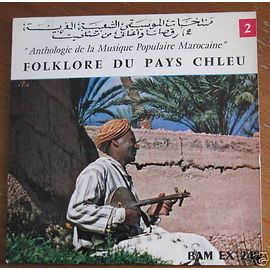 منتخبات الموسيقى الشعبية المغربية
2
"Anthologie de la Musique Populaire Marocaine"
FOLKLORE DU PAYS CHLEU
BAM EX